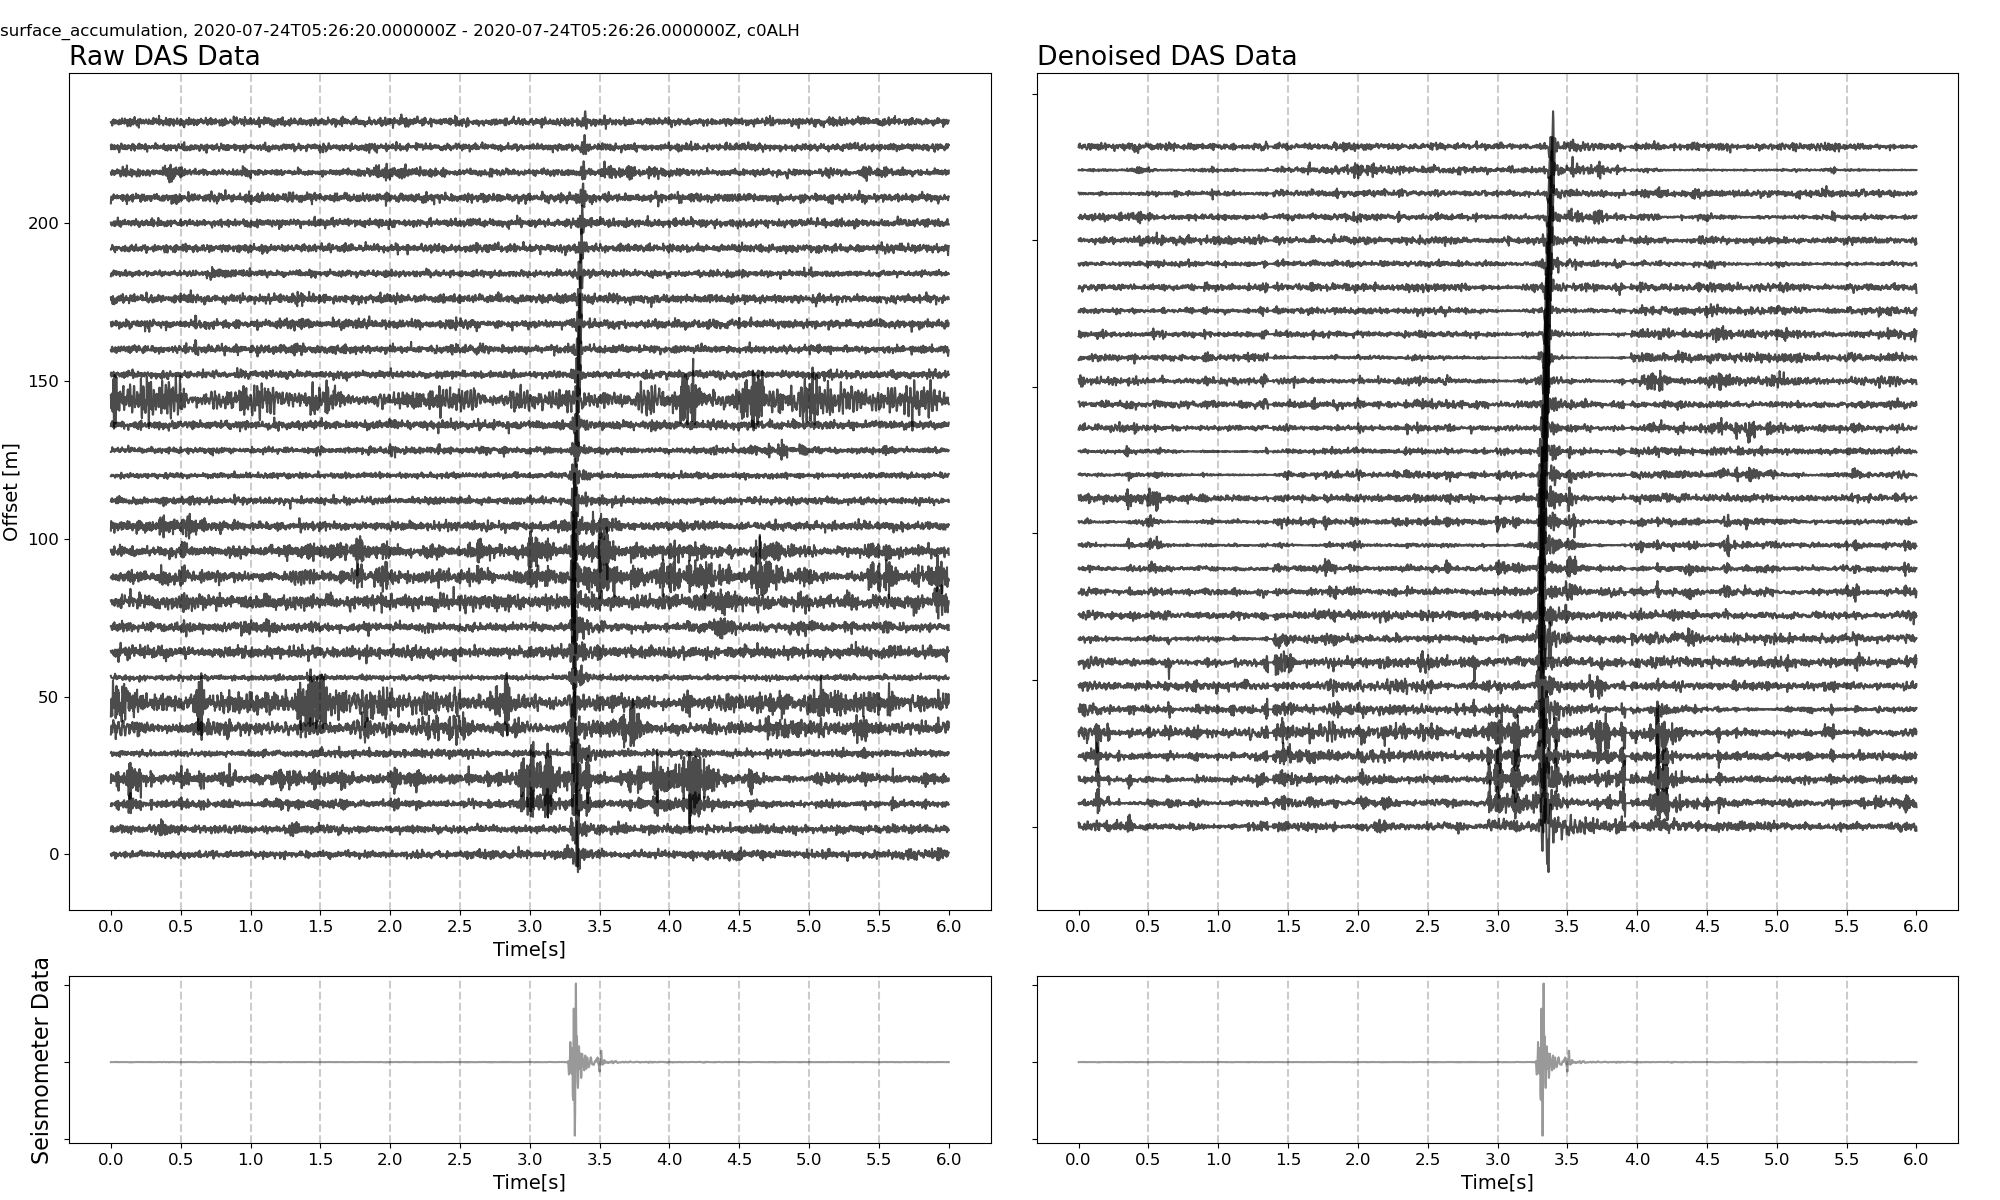 surface_accumulation, 2020-07-24T05:26:20.000000Z - 2020-07-24T05:26:26.000000Z, c0ALH
Raw DAS Data
Denoised DAS Data
Offset [m]
200
150
100
50
0
0.0 0.5 1.0 1.5 2.0 2.5 3.0 3.5 4.0 4.5 5.0 5.5 6.0
Time[s]
0.0 0.5 1.0 1.5 2.0 2.5 3.0 3.5 4.0 4.5 5.0 5.5 6.0
Seismometer Data
0.0 0.5 1.0 1.5 2.0 2.5 3.0 3.5 4.0 4.5 5.0 5.5 6.0
Time[s]
0.0 0.5 1.0 1.5 2.0 2.5 3.0 3.5 4.0 4.5 5.0 5.5 6.0
Time[s]